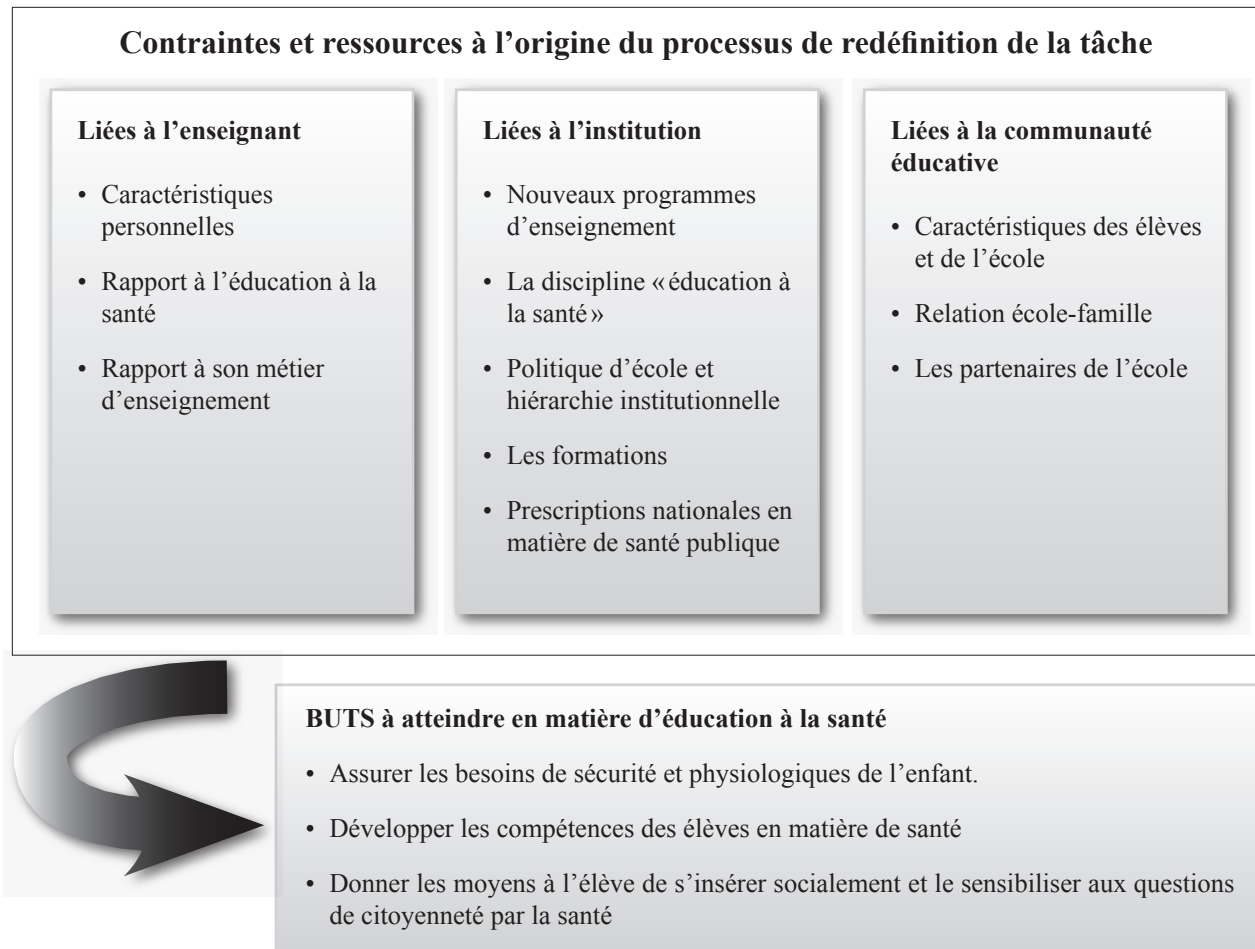 Contraintes et ressources à l’origine du processus de redéfinition de la tâche
Liées à l’enseignant
• Caractéristiques
personnelles
• Rapport à l’éducation à la
santé
• Rapport à son métier
d’enseignement
Liées à l’institution
• Nouveaux programmes
d’enseignement
• La discipline «éducation à
la santé»
• Politique d’école et
hiérarchie institutionnelle
• Les formations
• Prescriptions nationales en
matière de santé publique
Liées à la communauté
éducative
• Caractéristiques des élèves
et de l’école
• Relation école-famille
• Les partenaires de l’école
BUTS à atteindre en matière d’éducation à la santé
• Assurer les besoins de sécurité et physiologiques de l’enfant.
• Développer les compétences des élèves en matière de santé
• Donner les moyens à l’élève de s’insérer socialement et le sensibiliser aux questions
de citoyenneté par la santé